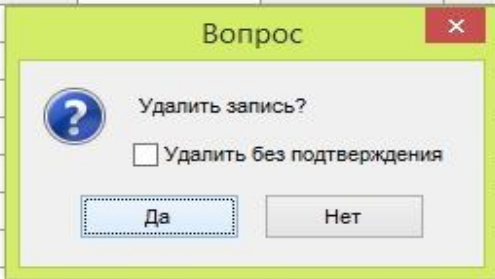 Вопрос
Удалить запись?
Удалить без подтверждения
Да
Нет